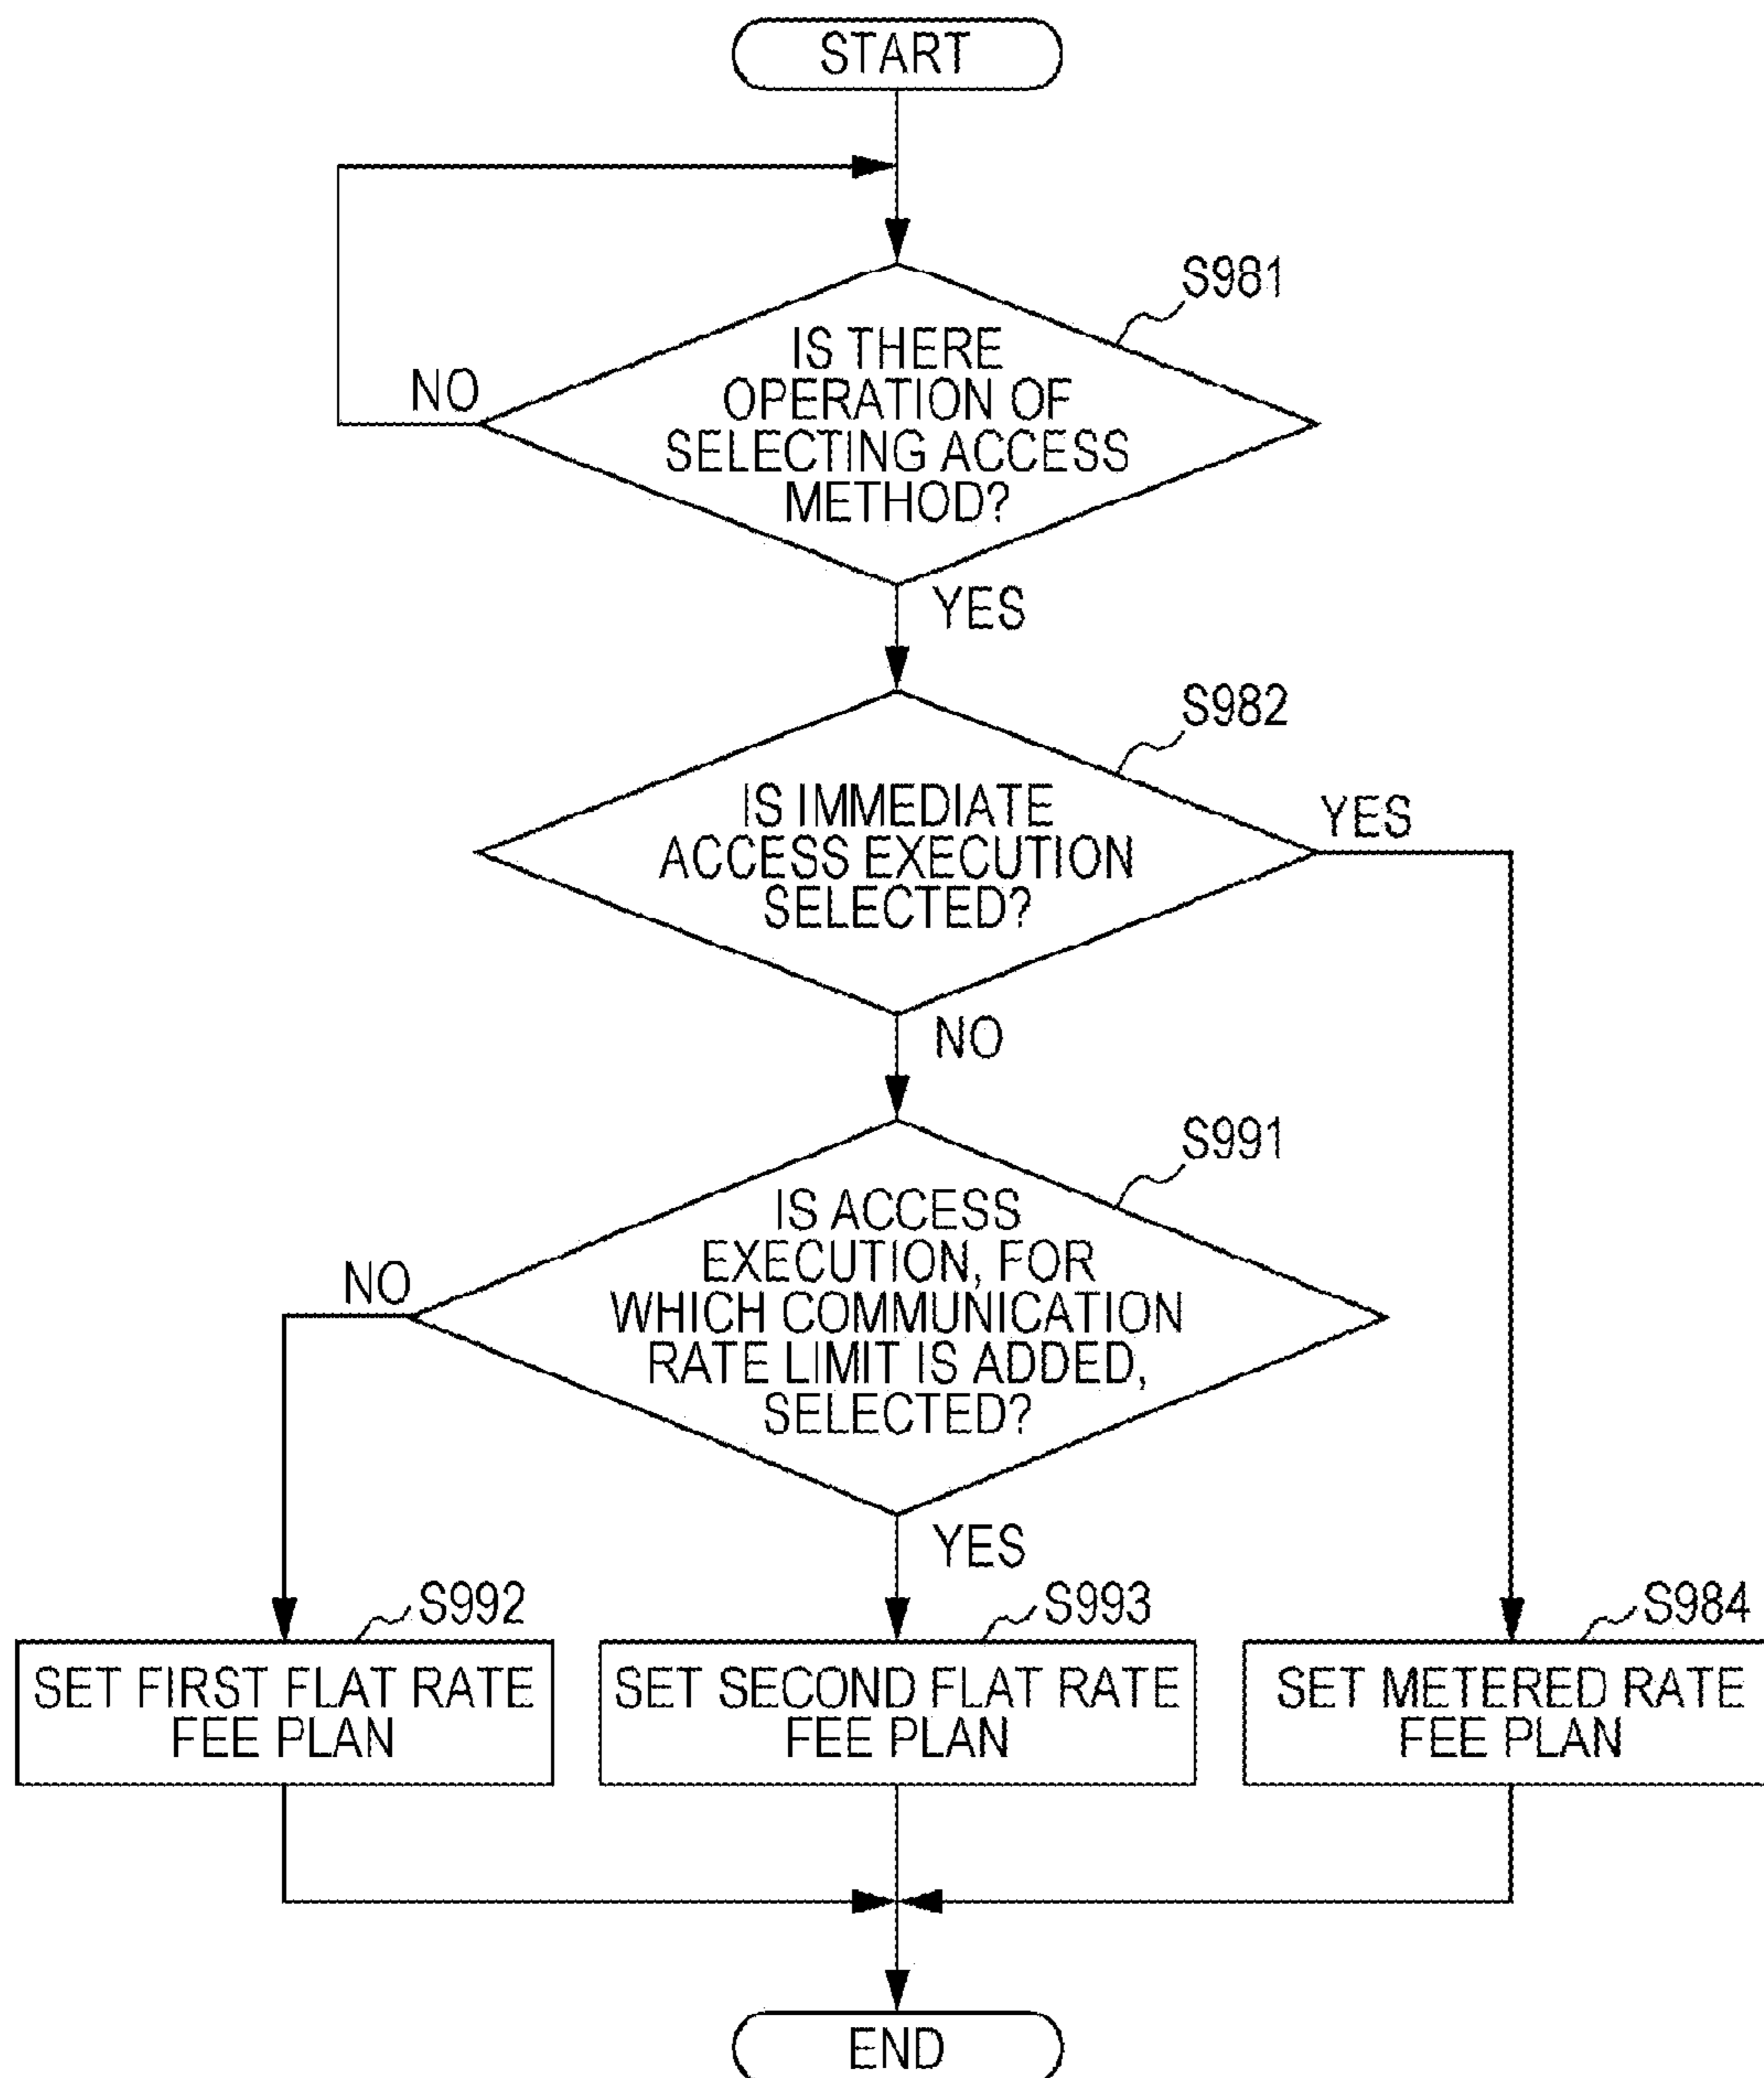 START
S981
IS THERE
OPERATION OF
SELECTING ACCESS
METHOD?
NO
YES
S982
IS IMMEDIATE
ACCESS EXECUTION
SELECTED?
YES
NO
S991
IS ACCESS
EXECUTION, FOR
WHICH COMMUNICATION
RATE LIMIT IS ADDED,
SELECTED?
NO
YES
S992
SET FIRST FLAT RATE
FEE PLAN
S993
SET SECOND FLAT RATE
FEE PLAN
S984
SET METERED RATE
FEE PLAN
END